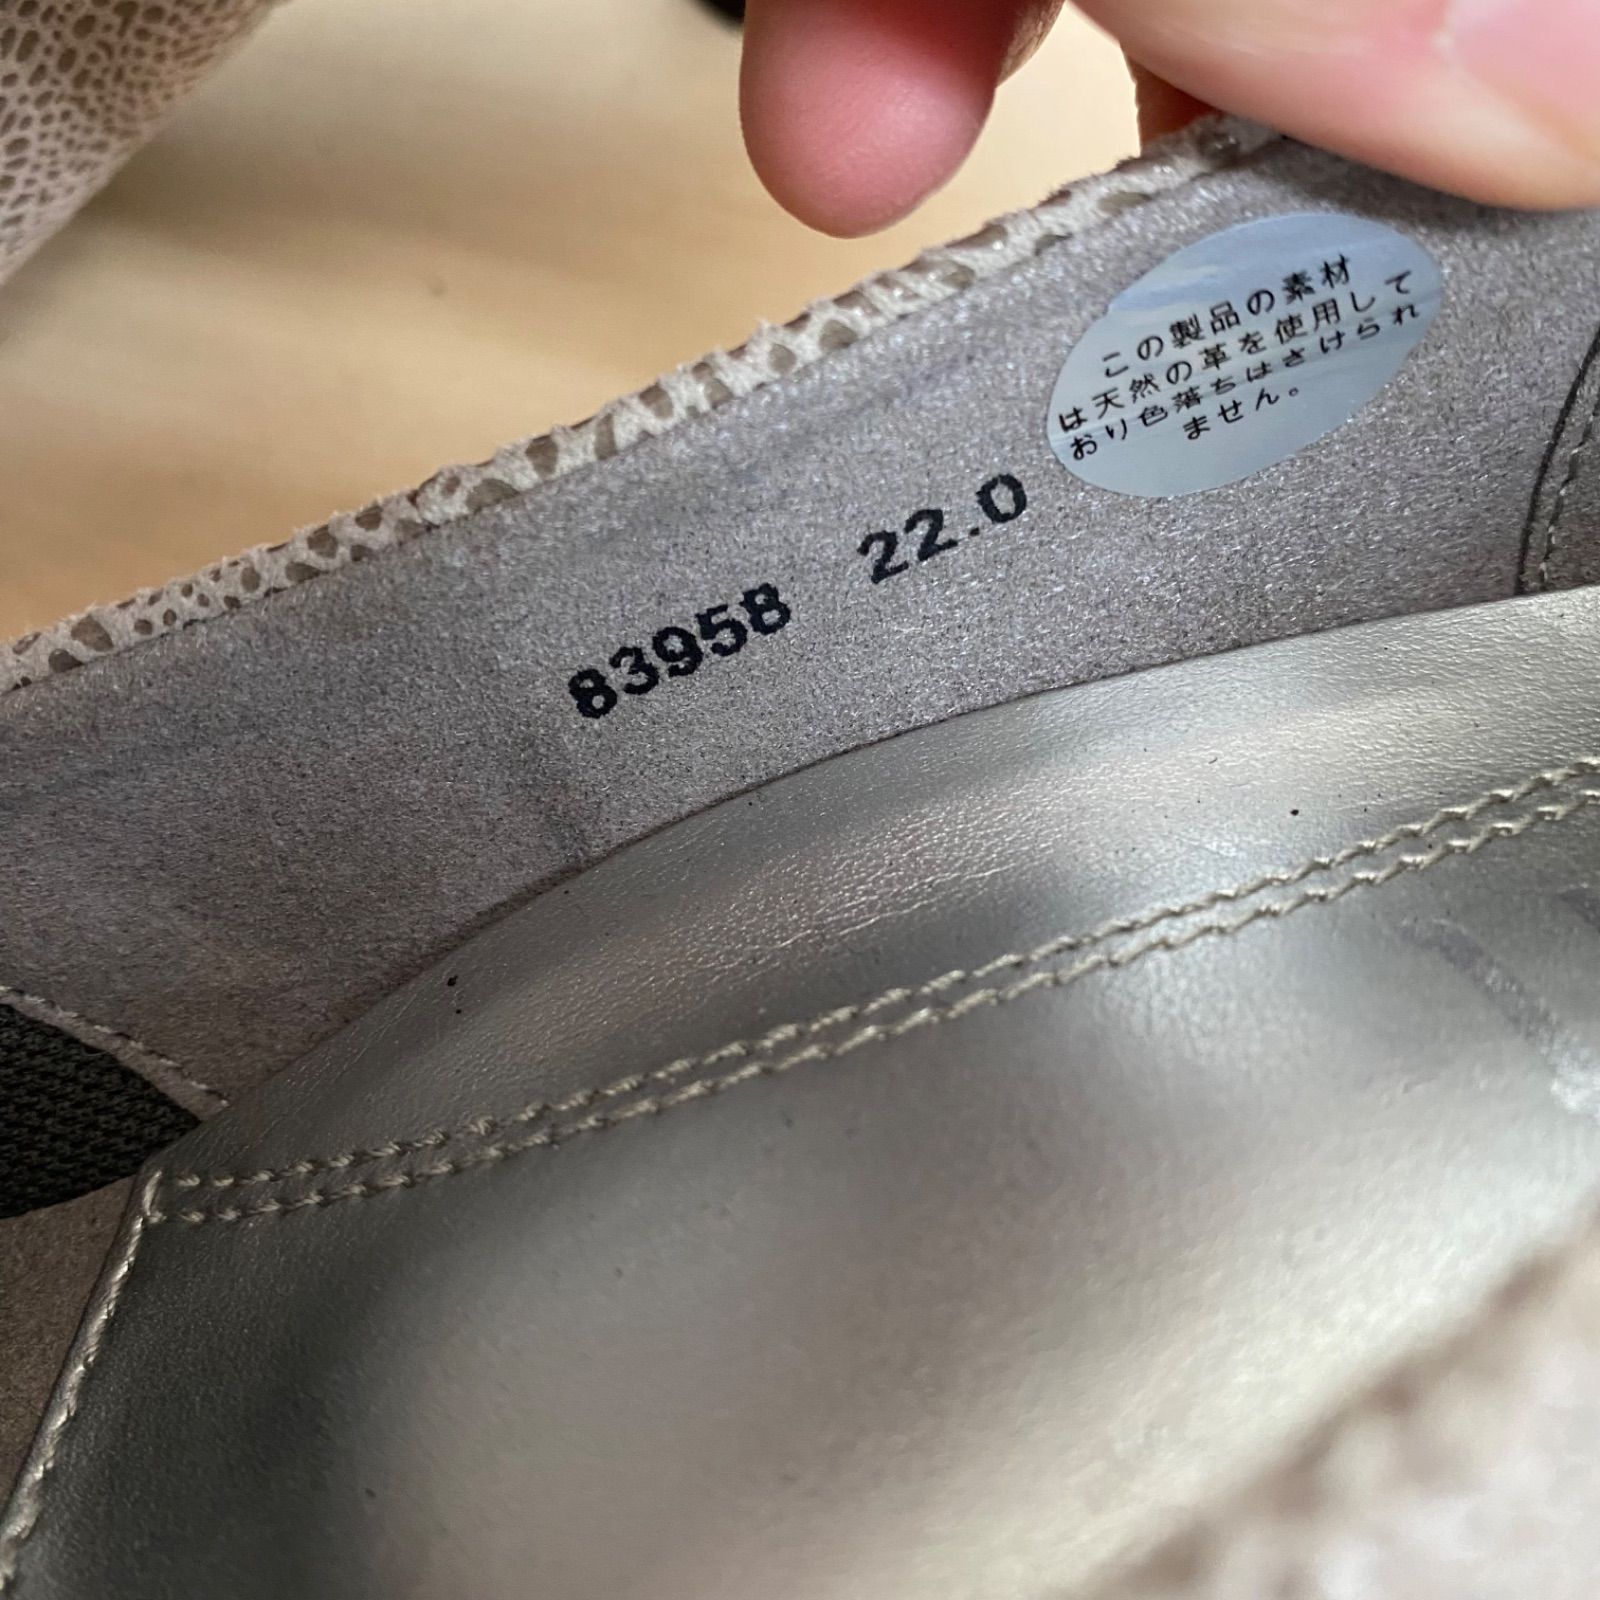 この製品の素材
は天然の革を使用して
おり色落ちはさけられ
ません。
83958 22.0